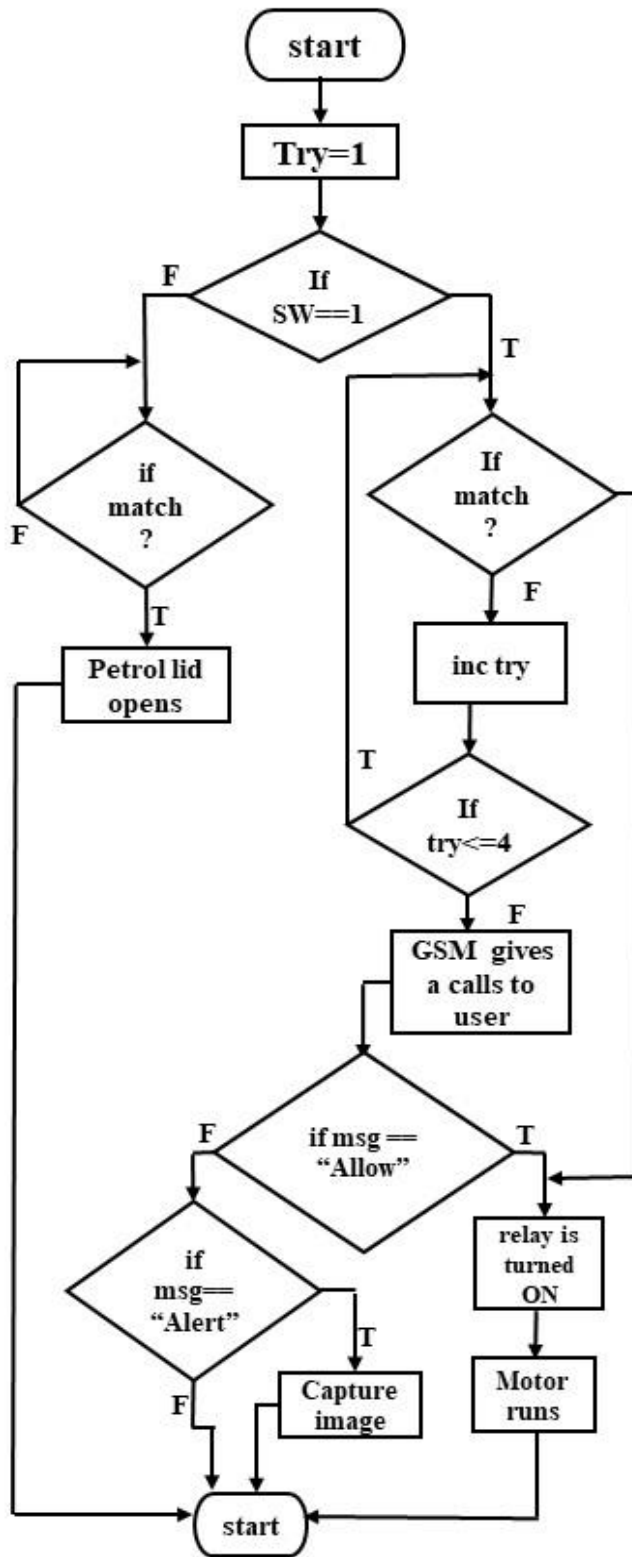 start
Try=1
F
If
SW==1
T
if
match
?
F
T
Petrol lid
opens
If
match
?
F
inc try
T
If
try<=4
F
GSM gives
a calls to
user
F
if msg ==
“Allow”
T
if
msg==
“Alert”
T
F
Capture
image
relay is
turned
ON
Motor
runs
start